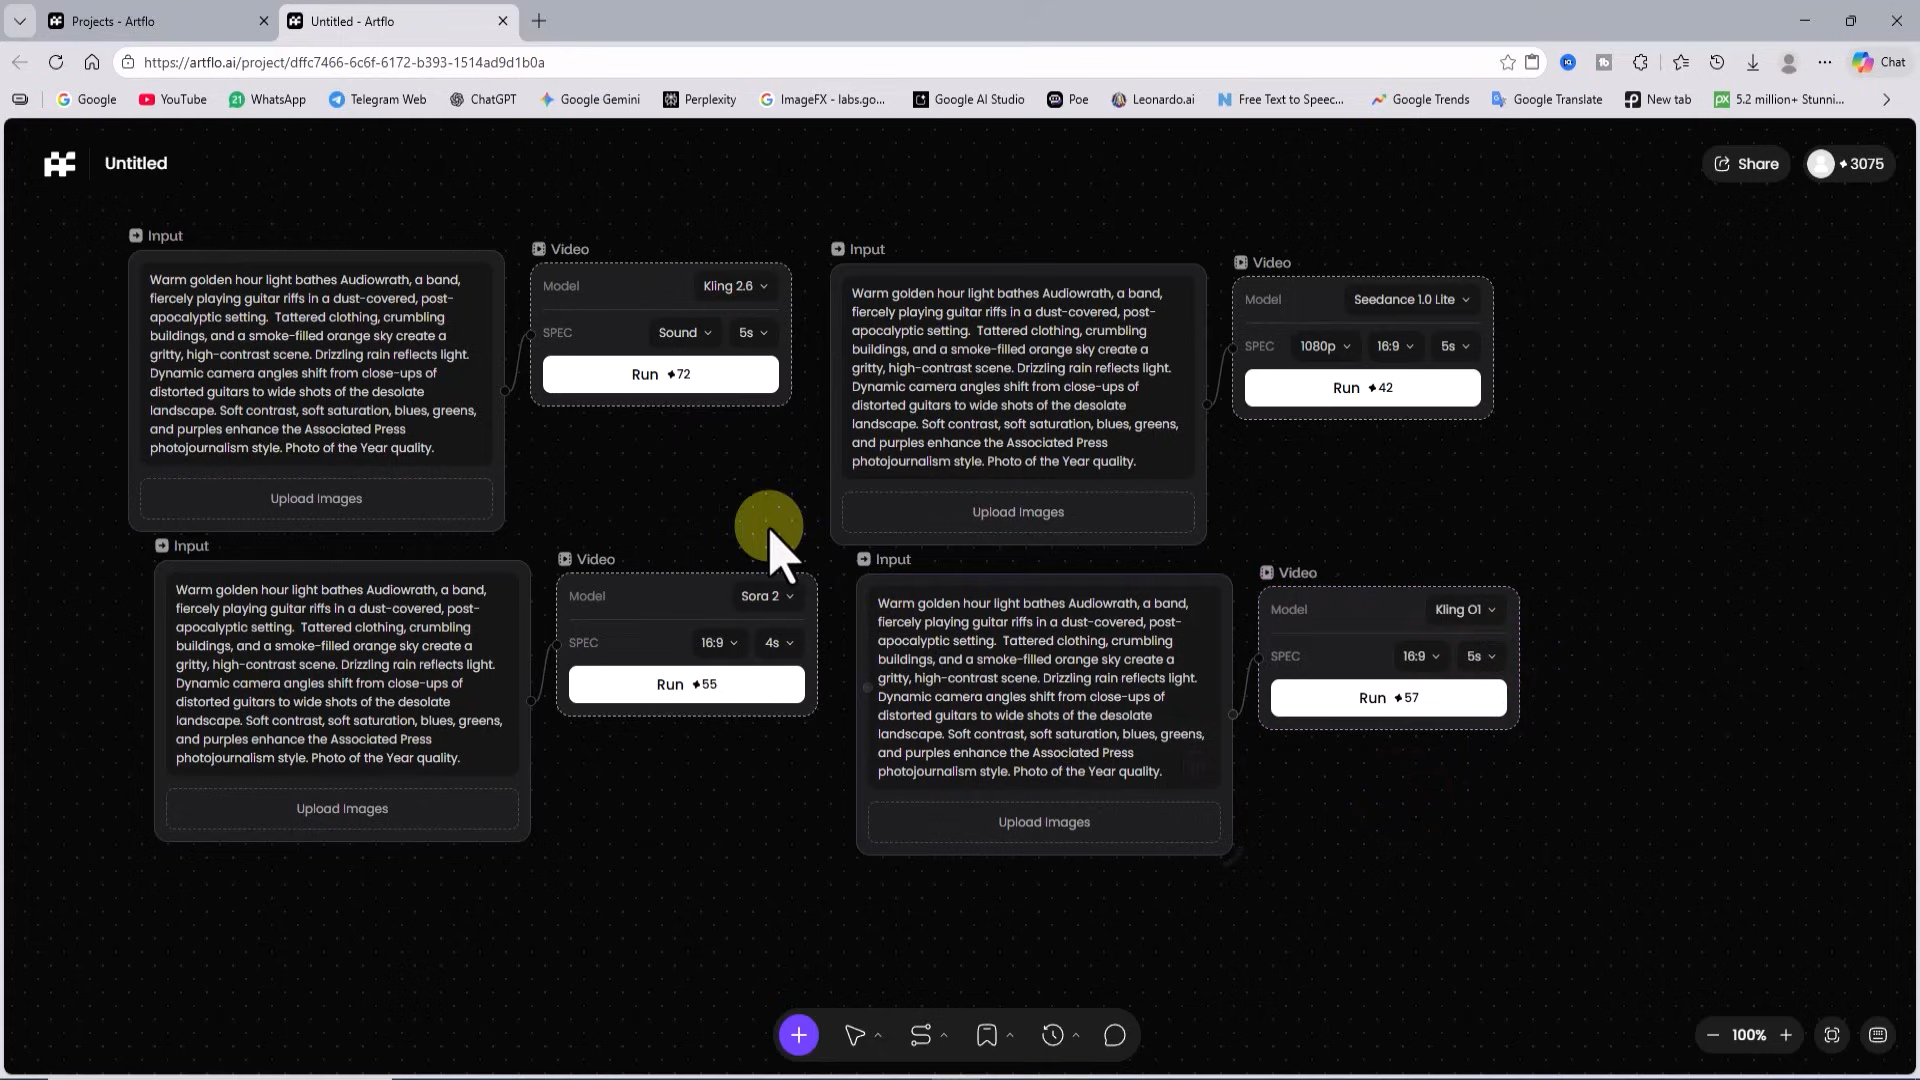 Projects - Artflo
Untitled - Artflo
https://artflo.ai/project/dffc7466-6c6f-6172-b393-1514ad9d1b0a
Chat
Google
YouTube
WhatsApp
Telegram Web
ChatGPT
Google Gemini
Perplexity
ImageFX - labs.go...
Google AI Studio
Poe
Leonardo.ai
Free Text to Speec...
Google Trends
Google Translate
New tab
5.2 million+ Stunni...
Untitled
Share
3075
Input
Warm golden hour light bathes Audiowrath, a band,
fiercely playing guitar riffs in a dust-covered, post-
apocalyptic setting. Tattered clothing, crumbling
buildings, and a smoke-filled orange sky create a
gritty, high-contrast scene. Drizzling rain reflects light.
Dynamic camera angles shift from close-ups of
distorted guitars to wide shots of the desolate
landscape. Soft contrast, soft saturation, blues, greens,
and purples enhance the Associated Press
photojournalism style. Photo of the Year quality.
Upload Images
Video
Model Kling 2.6
SPEC Sound 5s
Run 72
Input
Warm golden hour light bathes Audiowrath, a band,
fiercely playing guitar riffs in a dust-covered, post-
apocalyptic setting. Tattered clothing, crumbling
buildings, and a smoke-filled orange sky create a
gritty, high-contrast scene. Drizzling rain reflects light.
Dynamic camera angles shift from close-ups of
distorted guitars to wide shots of the desolate
landscape. Soft contrast, soft saturation, blues, greens,
and purples enhance the Associated Press
photojournalism style. Photo of the Year quality.
Upload Images
Video
Model Seedance 1.0 Lite
SPEC 1080p 16:9 5s
Run 42
Input
Warm golden hour light bathes Audiowrath, a band,
fiercely playing guitar riffs in a dust-covered, post-
apocalyptic setting. Tattered clothing, crumbling
buildings, and a smoke-filled orange sky create a
gritty, high-contrast scene. Drizzling rain reflects light.
Dynamic camera angles shift from close-ups of
distorted guitars to wide shots of the desolate
landscape. Soft contrast, soft saturation, blues, greens,
and purples enhance the Associated Press
photojournalism style. Photo of the Year quality.
Upload Images
Video
Model Sora 2
SPEC 16:9 4s
Run 55
Input
Warm golden hour light bathes Audiowrath, a band,
fiercely playing guitar riffs in a dust-covered, post-
apocalyptic setting. Tattered clothing, crumbling
buildings, and a smoke-filled orange sky create a
gritty, high-contrast scene. Drizzling rain reflects light.
Dynamic camera angles shift from close-ups of
distorted guitars to wide shots of the desolate
landscape. Soft contrast, soft saturation, blues, greens,
and purples enhance the Associated Press
photojournalism style. Photo of the Year quality.
Upload Images
Video
Model Kling O1
SPEC 16:9 5s
Run 57
100%